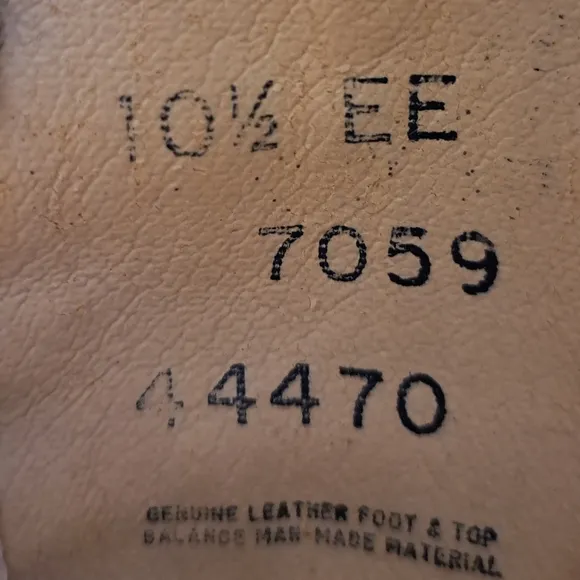 10½ EE
7059
44470
GENUINE LEATHER FOOT & TOP
BALANCE MAN-MADE MATERIAL